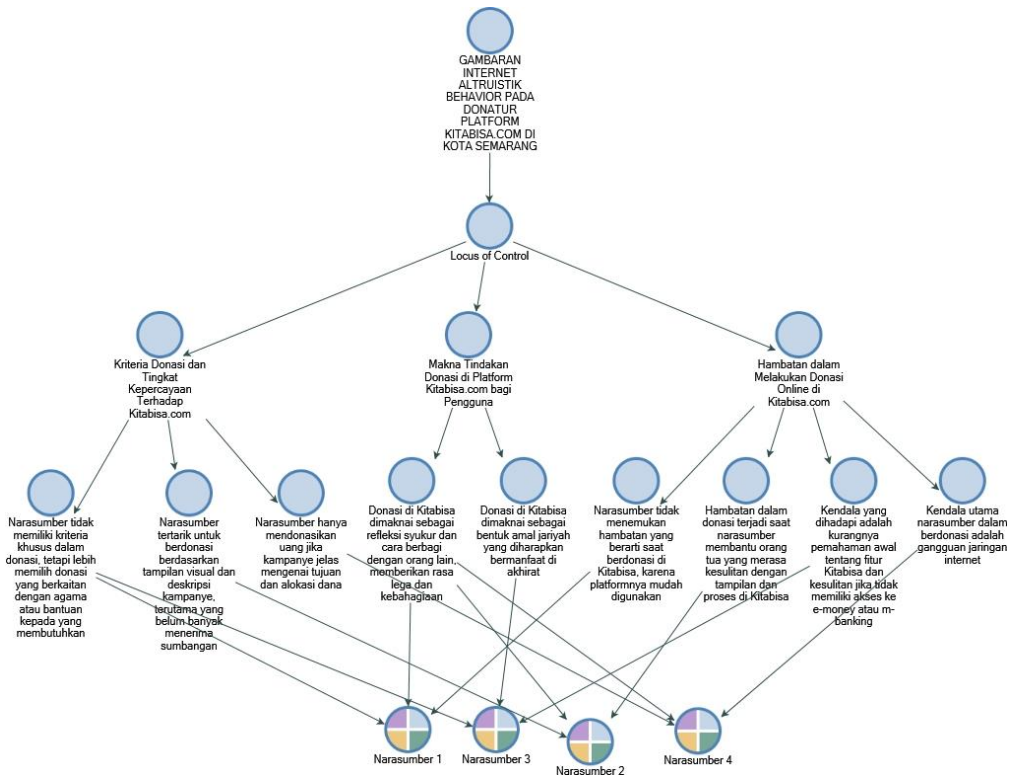 GAMBARAN
INTERNET
ALTRUISTIK
BEHAVIOR PADA
DONATUR
PLATFORM
KITABISA.COM DI
KOTA SEMARANG
Locus of Control
Kriteria Donasi dan
Tingkat
Kepercayaan
Terhadap
Kitabisa.com
Makna Tindakan
Donasi di Platform
Kitabisa.com bagi
Pengguna
Hambatan dalam
Melakukan Donasi
Online di
Kitabisa.com
Narasumber tidak
memiliki kriteria
khusus dalam
donasi, tetapi lebih
memilih donasi
yang berkaitan
dengan agama
atau bantuan
kepada yang
membutuhkan
Narasumber
tertarik untuk
berdonasi
berdasarkan
tampilan visual dan
deskripsi
kampanye,
terutama yang
belum banyak
menerima
sumbangan
Narasumber hanya
mendonasikan
uang jika
kampanye jelas
mengenai tujuan
dan alokasi dana
Donasi di Kitabisa
dimaknai sebagai
refleksi syukur dan
cara berbagi
dengan orang lain,
memberikan rasa
lega dan
kebahagiaan
Donasi di Kitabisa
dimaknai sebagai
bentuk amal jariyah
yang diharapkan
bermanfaat di
akhirat
Narasumber tidak
menemukan
hambatan yang
berarti saat
berdonasi di
Kitabisa, karena
platformnya mudah
digunakan
Hambatan dalam
donasi terjadi saat
narasumber
membantu orang
tua yang merasa
kesulitan dengan
tampilan dan
proses di Kitabisa
Kendala yang
dihadapi adalah
kurangnya
pemahaman awal
tentang fitur
Kitabisa dan
kesulitan jika tidak
memiliki akses ke
e-money atau m-
banking
Kendala utama
narasumber dalam
berdonasi adalah
gangguan jaringan
internet
Narasumber 1
Narasumber 3
Narasumber 2
Narasumber 4